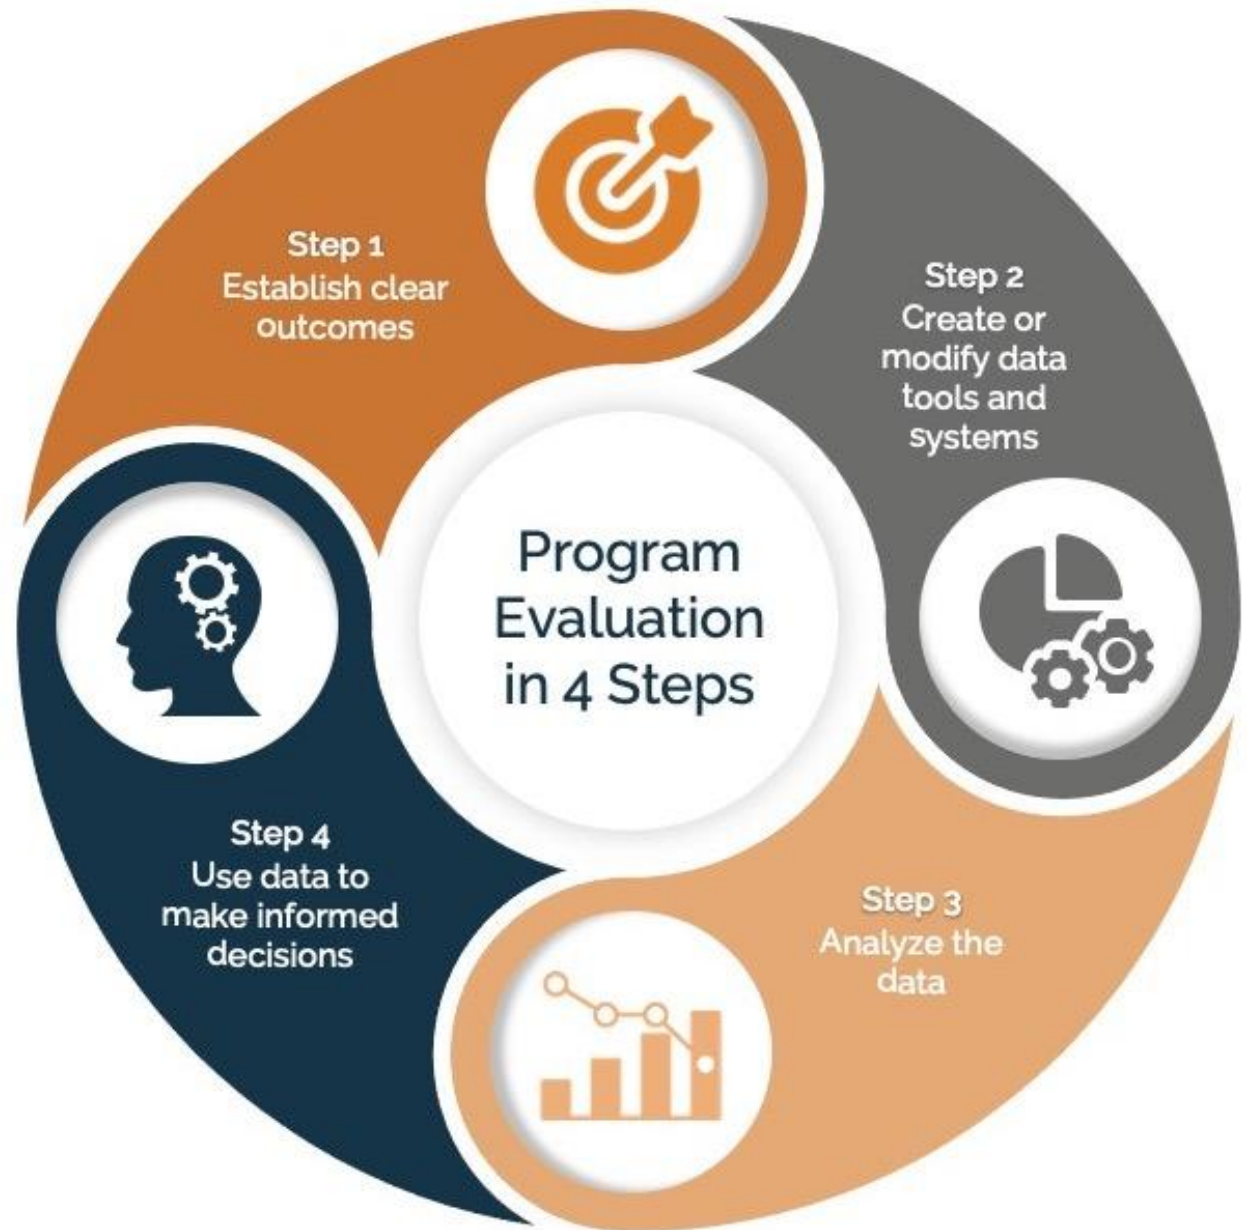 Program
Evaluation
in 4 Steps
Step 1
Establish clear
outcomes
Step 2
Create or
modify data
tools and
systems
Step 3
Analyze the
data
Step 4
Use data to
make informed
decisions